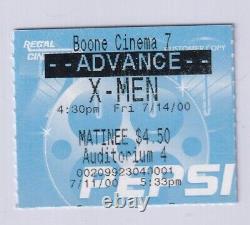 REGAL
CINE
CUSTOMER COPY
Boone Cinema 7
--ADVANCE--
X-MEN
4:30pm Fri 7/14/00
MATINEE $4.50
Auditorium 4
00209923040001
7/11/00 5:33pm
PEPSI